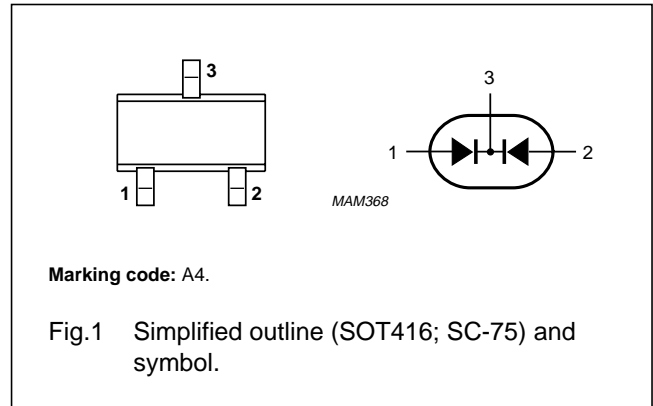 3
3
1
2
1
2
MAM368
Marking code: A4.
Fig.1 Simplified outline (SOT416; SC-75) and
symbol.